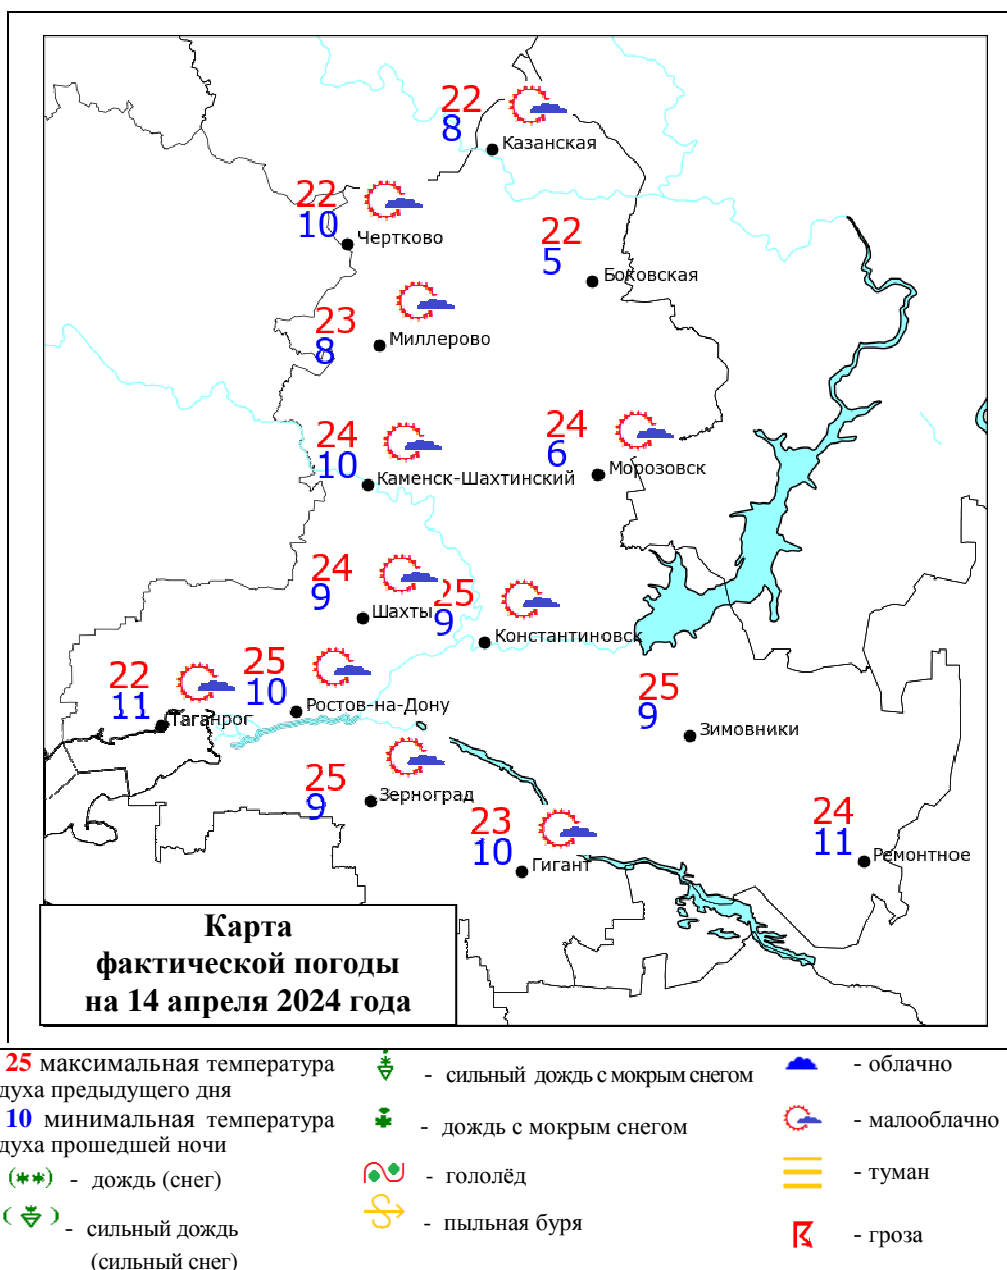 22
8
Казанская
22
10
Чертково
22
5
Боковская
23
8
Миллерово
24
10
Каменск-Шахтинский
24
6
Морозовск
24
9
Шахты
25
9
Константиновск
22
11
Таганрог
25
10
Ростов-на-Дону
25
9
Зимовники
25
9
Зерноград
23
10
Гигант
24
11
Ремонтное
Карта
фактической погоды
на 14 апреля 2024 года
25 максимальная температура
духа предыдущего дня
10 минимальная температура
духа прошедшей ночи
- дождь (снег)
- сильный дождь
(сильный снег)
- сильный дождь с мокрым снегом
- дождь с мокрым снегом
- гололёд
- пыльная буря
- облачно
- малооблачно
- туман
- гроза